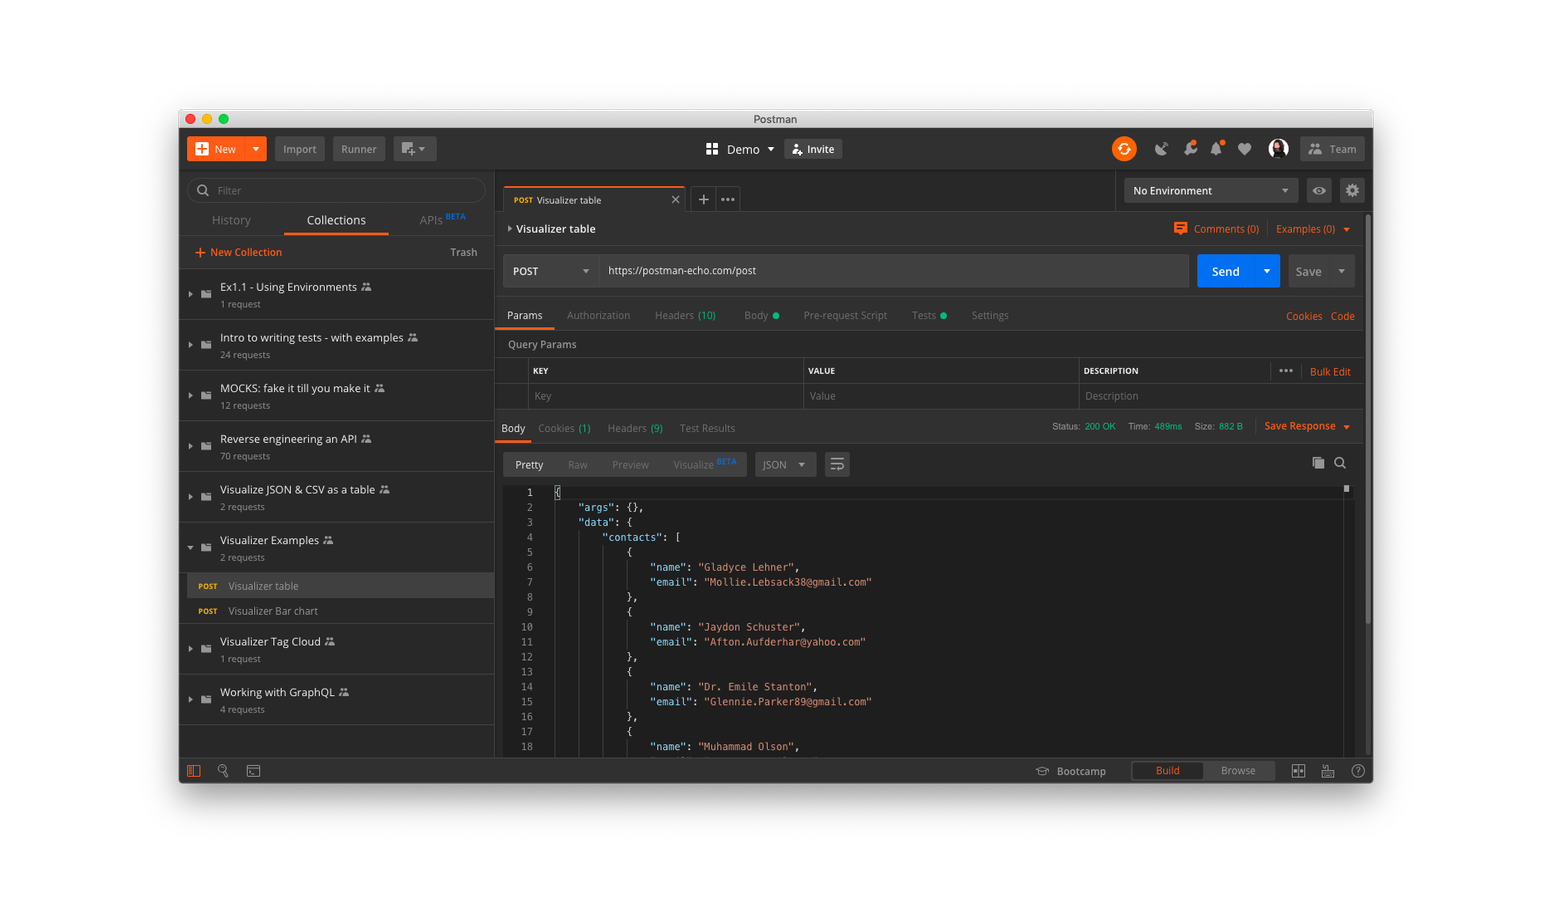 Postman
New
Import
Runner
Demo
Invite
Team
Filter
History
Collections
APIs BETA
New Collection
Trash
Ex1.1 - Using Environments
1 request
Intro to writing tests - with examples
24 requests
MOCKS: fake it till you make it
12 requests
Reverse engineering an API
70 requests
Visualize JSON & CSV as a table
2 requests
Visualizer Examples
2 requests
POST Visualizer table
POST Visualizer Bar chart
Visualizer Tag Cloud
1 request
Working with GraphQL
4 requests
POST Visualizer table
No Environment
Visualizer table
Comments (0)
Examples (0)
POST
https://postman-echo.com/post
Send
Save
Params
Authorization
Headers (10)
Body
Pre-request Script
Tests
Settings
Cookies
Code
Query Params
KEY
VALUE
DESCRIPTION
Bulk Edit
Key
Value
Description
Body
Cookies (1)
Headers (9)
Test Results
Status: 200 OK
Time: 489ms
Size: 882 B
Save Response
Pretty
Raw
Preview
Visualize BETA
JSON
1 {
2 "args": {},
3 "data": {
4 "contacts": [
5 {
6 "name": "Gladyce Lehner",
7 "email": "Mollie.Lebsack38@gmail.com"
8 },
9 {
10 "name": "Jaydon Schuster",
11 "email": "Afton.Aufderhar@yahoo.com"
12 },
13 {
14 "name": "Dr. Emile Stanton",
15 "email": "Glennie.Parker89@gmail.com"
16 },
17 {
18 "name": "Muhammad Olson",
Bootcamp
Build
Browse